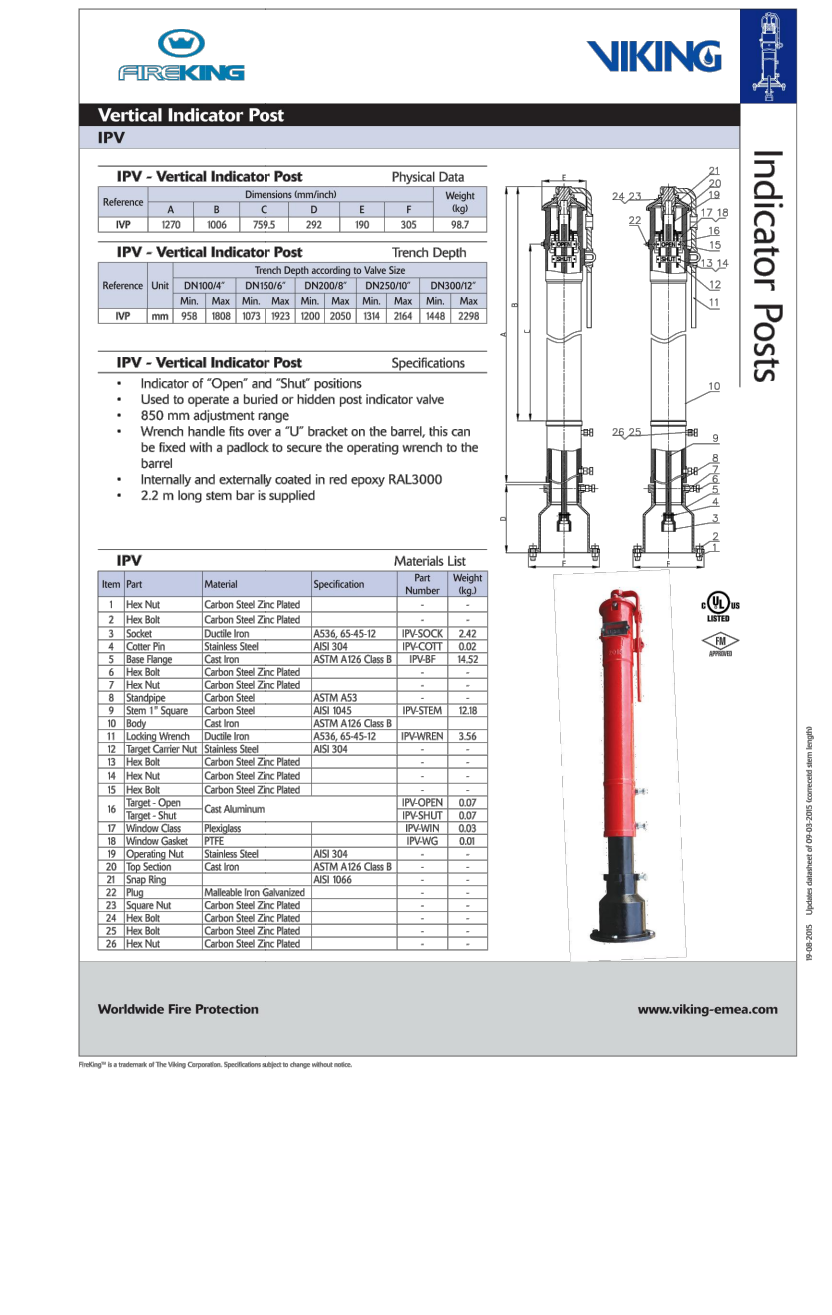 FIREKING
VIKING
Vertical Indicator Post
IPV
Indicator Posts
IPV - Vertical Indicator Post Physical Data
Reference Dimensions (mm/inch) Weight (kg)
A B C D E F
IVP 1270 1006 759.5 292 190 305 98.7
IPV - Vertical Indicator Post Trench Depth
Reference Unit Trench Depth according to Valve Size
DN100/4″ DN150/6″ DN200/8″ DN250/10″ DN300/12″
Min. Max Min. Max Min. Max Min. Max Min. Max
IVP mm 958 1808 1073 1923 1200 2050 1314 2164 1448 2298
IPV - Vertical Indicator Post Specifications
• Indicator of “Open” and “Shut” positions
• Used to operate a buried or hidden post indicator valve
• 850 mm adjustment range
• Wrench handle fits over a “U” bracket on the barrel, this can
be fixed with a padlock to secure the operating wrench to the
barrel
• Internally and externally coated in red epoxy RAL3000
• 2.2 m long stem bar is supplied
E
A
B
C
D
F
OPEN
SHUT
F
OPEN
SHUT
21
20
24 23 19
17 18
22
16
15
13 14
12
11
10
26 25
9
8
7
6
5
4
3
2
1
IPV Materials List
Item Part Material Specification Part Number Weight (kg.)
1 Hex Nut Carbon Steel Zinc Plated - -
2 Hex Bolt Carbon Steel Zinc Plated - -
3 Socket Ductile Iron A536, 65-45-12 IPV-SOCK 2.42
4 Cotter Pin Stainless Steel AISI 304 IPV-COTT 0.02
5 Base Flange Cast Iron ASTM A126 Class B IPV-BF 14.52
6 Hex Bolt Carbon Steel Zinc Plated - -
7 Hex Nut Carbon Steel Zinc Plated - -
8 Standpipe Carbon Steel ASTM A53 - -
9 Stem 1" Square Carbon Steel AISI 1045 IPV-STEM 12.18
10 Body Cast Iron ASTM A126 Class B
11 Locking Wrench Ductile Iron A536, 65-45-12 IPV-WREN 3.56
12 Target Carrier Nut Stainless Steel AISI 304 - -
13 Hex Bolt Carbon Steel Zinc Plated - -
14 Hex Nut Carbon Steel Zinc Plated - -
15 Hex Bolt Carbon Steel Zinc Plated - -
16 Target - Open Cast Aluminum IPV-OPEN 0.07
Target - Shut IPV-SHUT 0.07
17 Window Class Plexiglass IPV-WIN 0.03
18 Window Gasket PTFE IPV-WG 0.01
19 Operating Nut Stainless Steel AISI 304 - -
20 Top Section Cast Iron ASTM A126 Class B - -
21 Snap Ring AISI 1066 - -
22 Plug Malleable Iron Galvanized - -
23 Square Nut Carbon Steel Zinc Plated - -
24 Hex Bolt Carbon Steel Zinc Plated - -
25 Hex Bolt Carbon Steel Zinc Plated - -
26 Hex Nut Carbon Steel Zinc Plated - -
C UL US
LISTED
FM
APPROVED
19-08-2015 Updates datasheet of 09-03-2015 (correcetd stem length)
Worldwide Fire Protection www.viking-emea.com
FireKing™ is a trademark of The Viking Corporation. Specifications subject to change without notice.